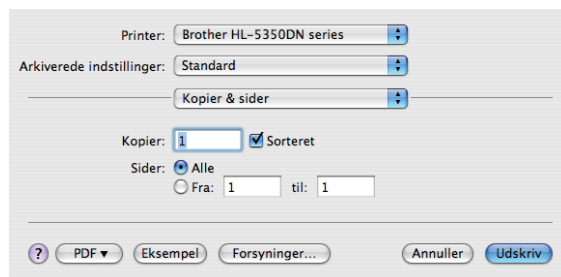 Printer: Brother HL-5350DN series
Arkiverede indstillinger: Standard
Kopier & sider
Kopier: 1 Sorteret
Sider: Alle
Fra: 1 til: 1
? PDF▼ Eksempel Forsyninger... Annuller Udskriv